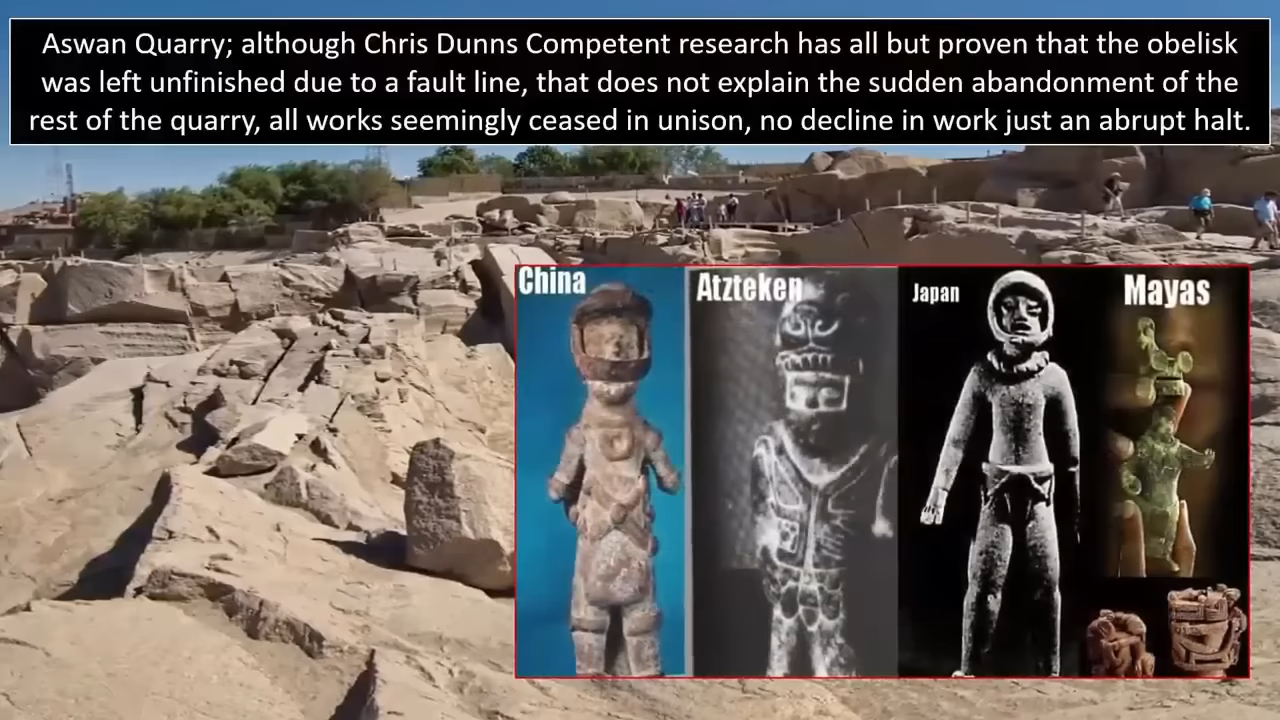 Aswan Quarry; although Chris Dunns Competent research has all but proven that the obelisk
was left unfinished due to a fault line, that does not explain the sudden abandonment of the
rest of the quarry, all works seemingly ceased in unison, no decline in work just an abrupt halt.
China
Atzteken
Japan
Mayas